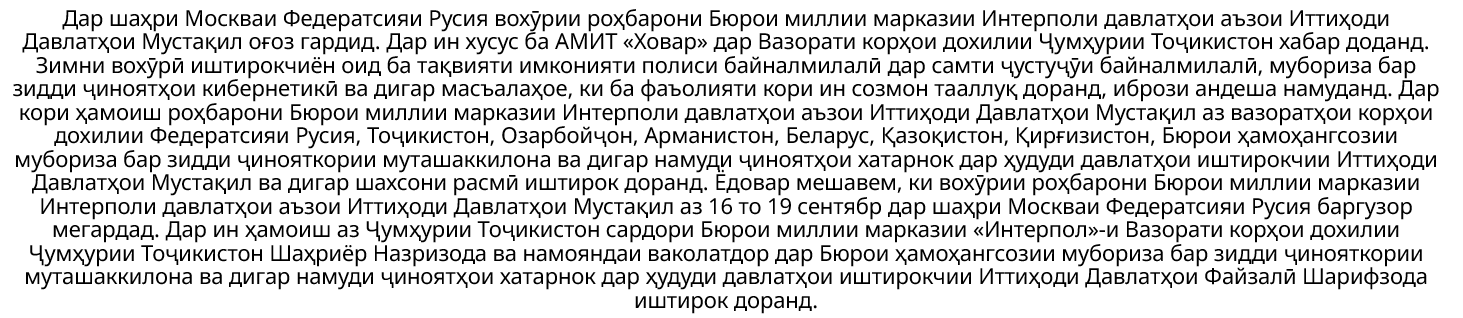 Дар шаҳри Москваи Федератсияи Русия вохӯрии роҳбарони Бюрои миллии марказии Интерполи давлатҳои аъзои Иттиҳоди
Давлатҳои Мустақил оғоз гардид. Дар ин хусус ба АМИТ «Ховар» дар Вазорати корҳои дохилии Ҷумҳурии Тоҷикистон хабар доданд.
Зимни вохӯрӣ иштирокчиён оид ба тақвияти имконияти полиси байналмилалӣ дар самти ҷустуҷӯи байналмилалӣ, мубориза бар
зидди ҷиноятҳои кибернетикӣ ва дигар масъалаҳое, ки ба фаъолияти кори ин созмон тааллуқ доранд, ибрози андеша намуданд. Дар
кори ҳамоиш роҳбарони Бюрои миллии марказии Интерполи давлатҳои аъзои Иттиҳоди Давлатҳои Мустақил аз вазоратҳои корҳои
дохилии Федератсияи Русия, Тоҷикистон, Озарбойҷон, Арманистон, Беларус, Қазоқистон, Қирғизистон, Бюрои ҳамоҳангсозии
мубориза бар зидди ҷинояткории муташаккилона ва дигар намуди ҷиноятҳои хатарнок дар ҳудуди давлатҳои иштирокчии Иттиҳоди
Давлатҳои Мустақил ва дигар шахсони расмӣ иштирок доранд. Ёдовар мешавем, ки вохӯрии роҳбарони Бюрои миллии марказии
Интерполи давлатҳои аъзои Иттиҳоди Давлатҳои Мустақил аз 16 то 19 сентябр дар шаҳри Москваи Федератсияи Русия баргузор
мегардад. Дар ин ҳамоиш аз Ҷумҳурии Тоҷикистон сардори Бюрои миллии марказии «Интерпол»-и Вазорати корҳои дохилии
Ҷумҳурии Тоҷикистон Шаҳриёр Назризода ва намояндаи ваколатдор дар Бюрои ҳамоҳангсозии мубориза бар зидди ҷинояткории
муташаккилона ва дигар намуди ҷиноятҳои хатарнок дар ҳудуди давлатҳои иштирокчии Иттиҳоди Давлатҳои Файзалӣ Шарифзода
иштирок доранд.